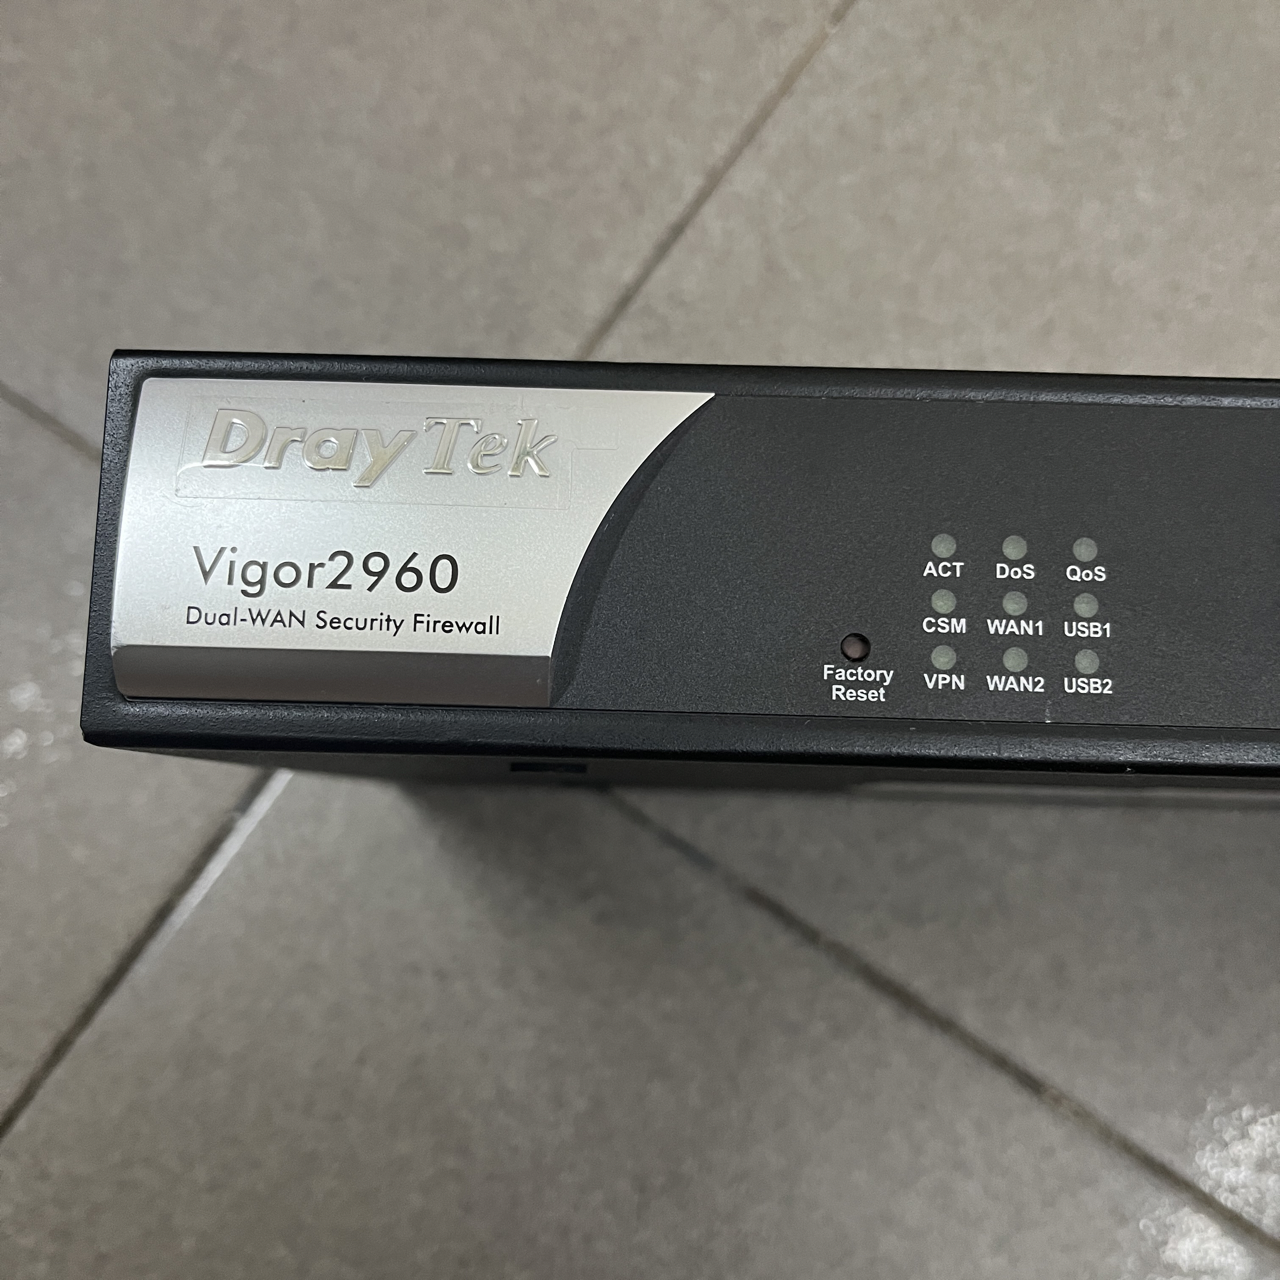 DrayTek
Vigor2960
Dual-WAN Security Firewall
Factory
Reset
ACT DoS QoS
CSM WAN1 USB1
VPN WAN2 USB2